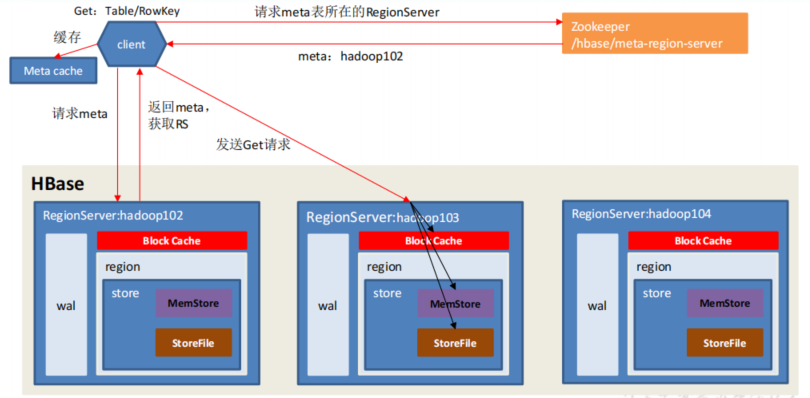 Get：Table/RowKey
请求meta表所在的RegionServer
Zookeeper
/hbase/meta-region-server
缓存
client
meta：hadoop102
Meta cache
请求meta
返回meta，
获取RS
发送Get请求
HBase
RegionServer:hadoop102
Block Cache
region
wal
store
MemStore
StoreFile
RegionServer:hadoop103
Block Cache
region
wal
store
MemStore
StoreFile
RegionServer:hadoop104
Block Cache
region
wal
store
MemStore
StoreFile